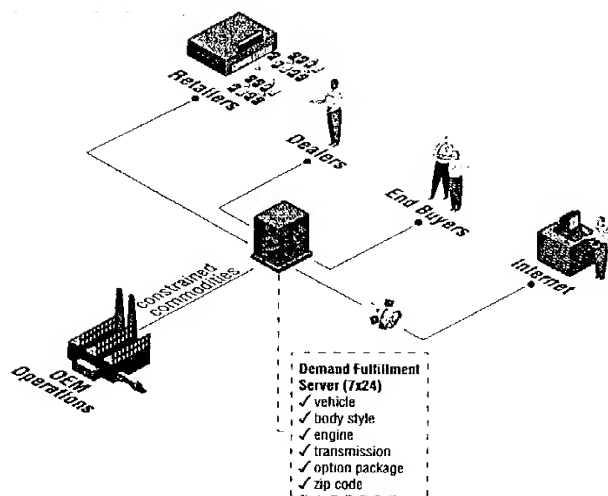 Retailers
Dealers
End Buyers
Internet
constrained
commodities
OEM
Operations
Demand Fulfillment
Server (7x24)
✓ vehicle
✓ body style
✓ engine
✓ transmission
✓ option package
✓ zip code